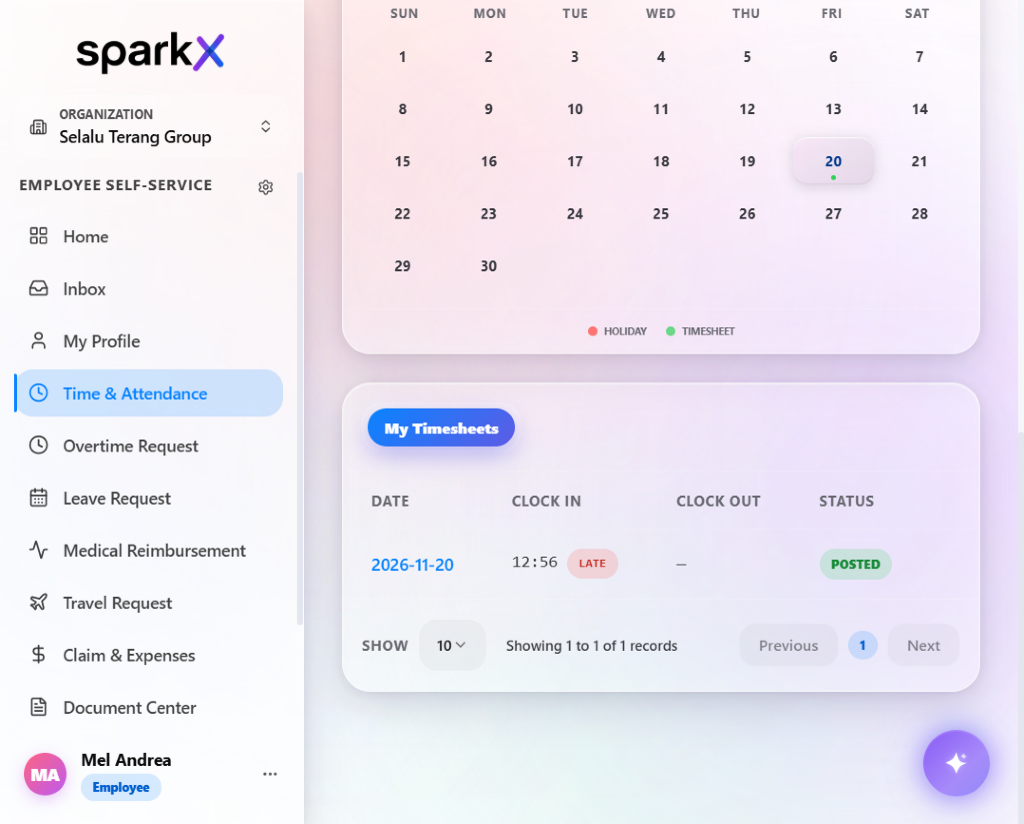 sparkX
ORGANIZATION
Selalu Terang Group
EMPLOYEE SELF-SERVICE
Home
Inbox
My Profile
Time & Attendance
Overtime Request
Leave Request
Medical Reimbursement
Travel Request
Claim & Expenses
Document Center
MA
Mel Andrea
Employee
SUN MON TUE WED THU FRI SAT
1 2 3 4 5 6 7
8 9 10 11 12 13 14
15 16 17 18 19 20 21
22 23 24 25 26 27 28
29 30
HOLIDAY TIMESHEET
My Timesheets
DATE CLOCK IN CLOCK OUT STATUS
2026-11-20 12:56 LATE — POSTED
SHOW 10 Showing 1 to 1 of 1 records Previous 1 Next